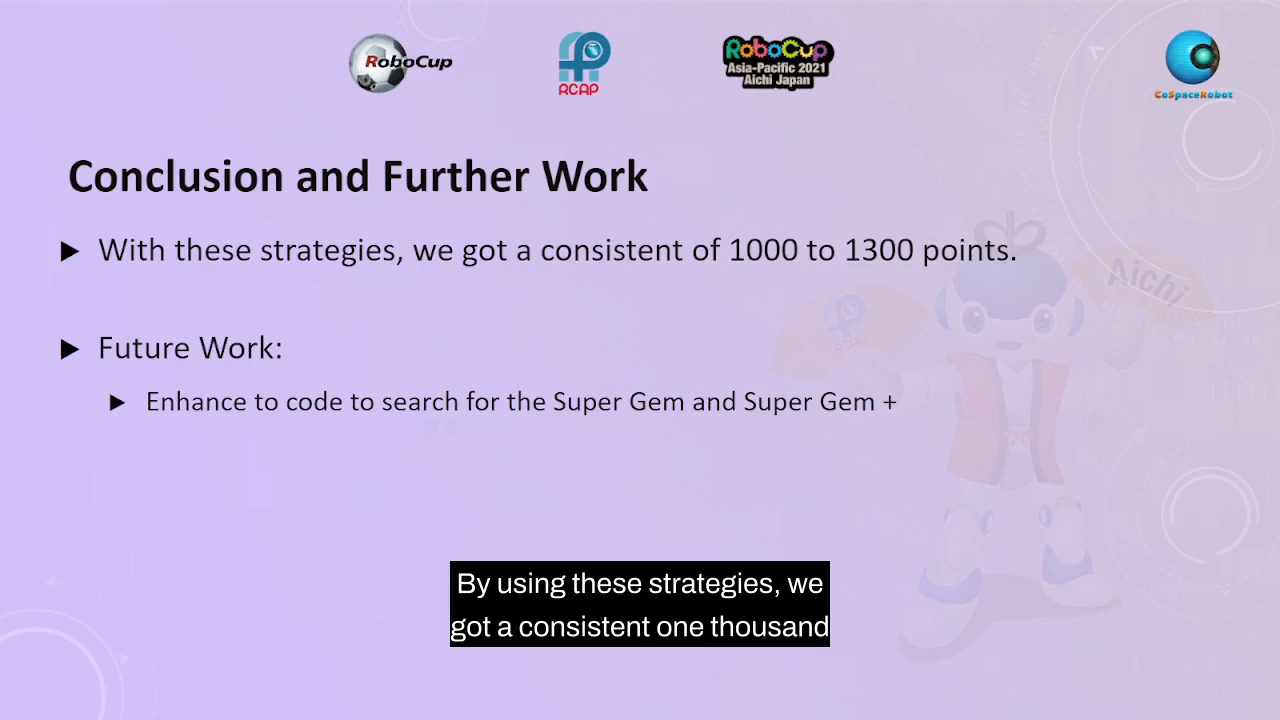 RoboCup
RCAP
RoboCup
Asia-Pacific 2021
Aichi Japan
CoSpaceRobot
Conclusion and Further Work
With these strategies, we got a consistent of 1000 to 1300 points.
Aichi
RCAP
Future Work:
Enhance to code to search for the Super Gem and Super Gem +
By using these strategies, we
got a consistent one thousand